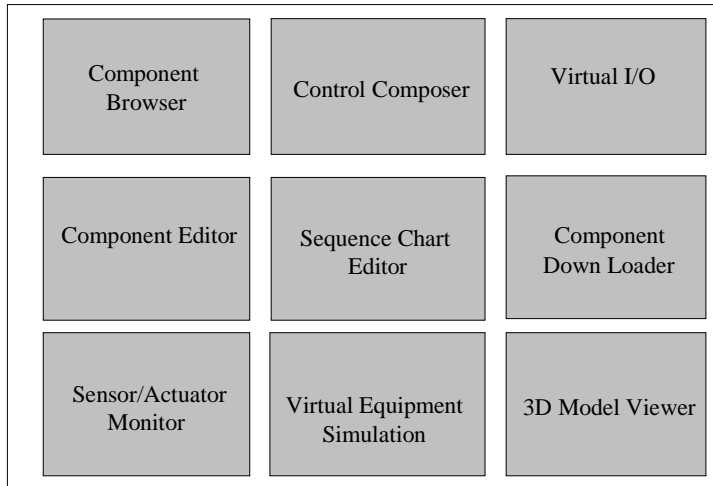 Component
Browser
Control Composer
Virtual I/O
Component Editor
Sequence Chart
Editor
Component
Down Loader
Sensor/Actuator
Monitor
Virtual Equipment
Simulation
3D Model Viewer